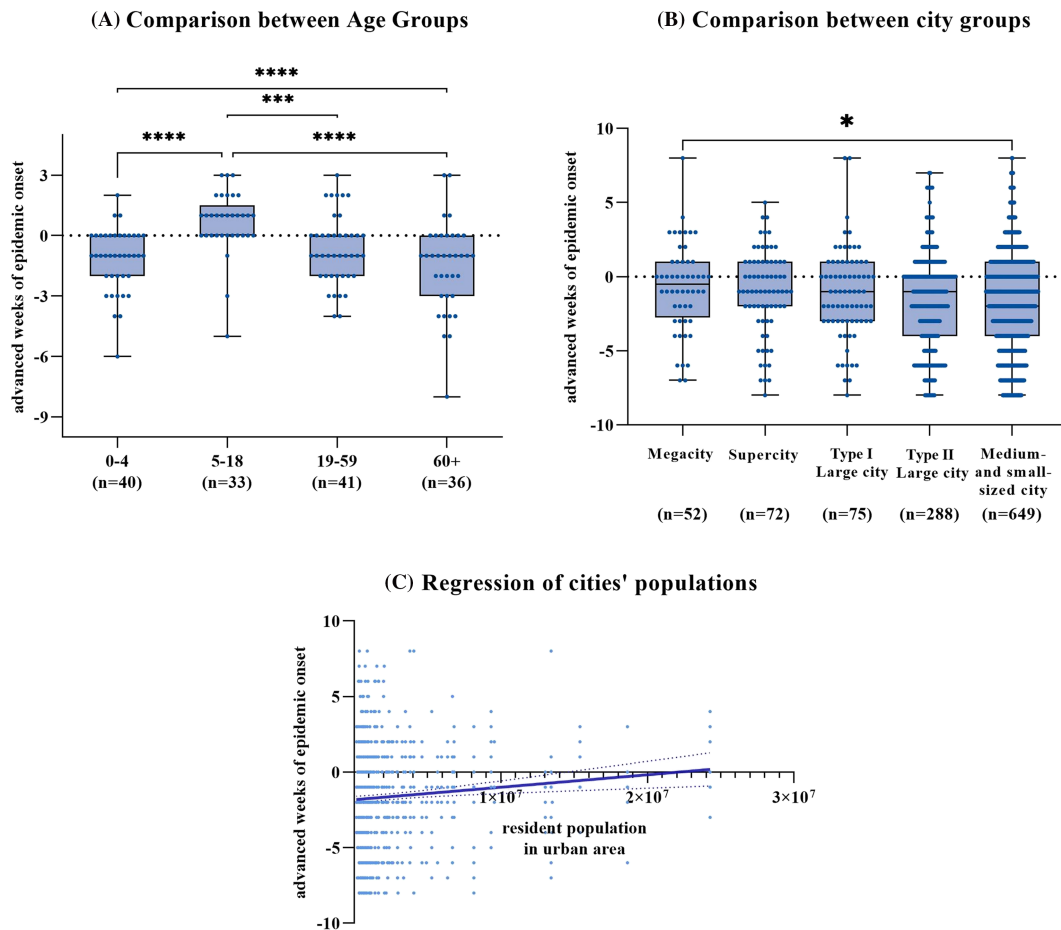 (A) Comparison between Age Groups
****
***
**** ****
advanced weeks of epidemic onset
3
0
-3
-6
-9
0-4 5-18 19-59 60+
(n=40) (n=33) (n=41) (n=36)
(B) Comparison between city groups
*
advanced weeks of epidemic onset
10
5
0
-5
-10
Megacity Supercity Type I Type II Medium-
Large city Large city and small-
sized city
(n=52) (n=72) (n=75) (n=288) (n=649)
(C) Regression of cities' populations
advanced weeks of epidemic onset
10
5
0
-5
-10
1×10⁷ 2×10⁷ 3×10⁷
resident population
in urban area